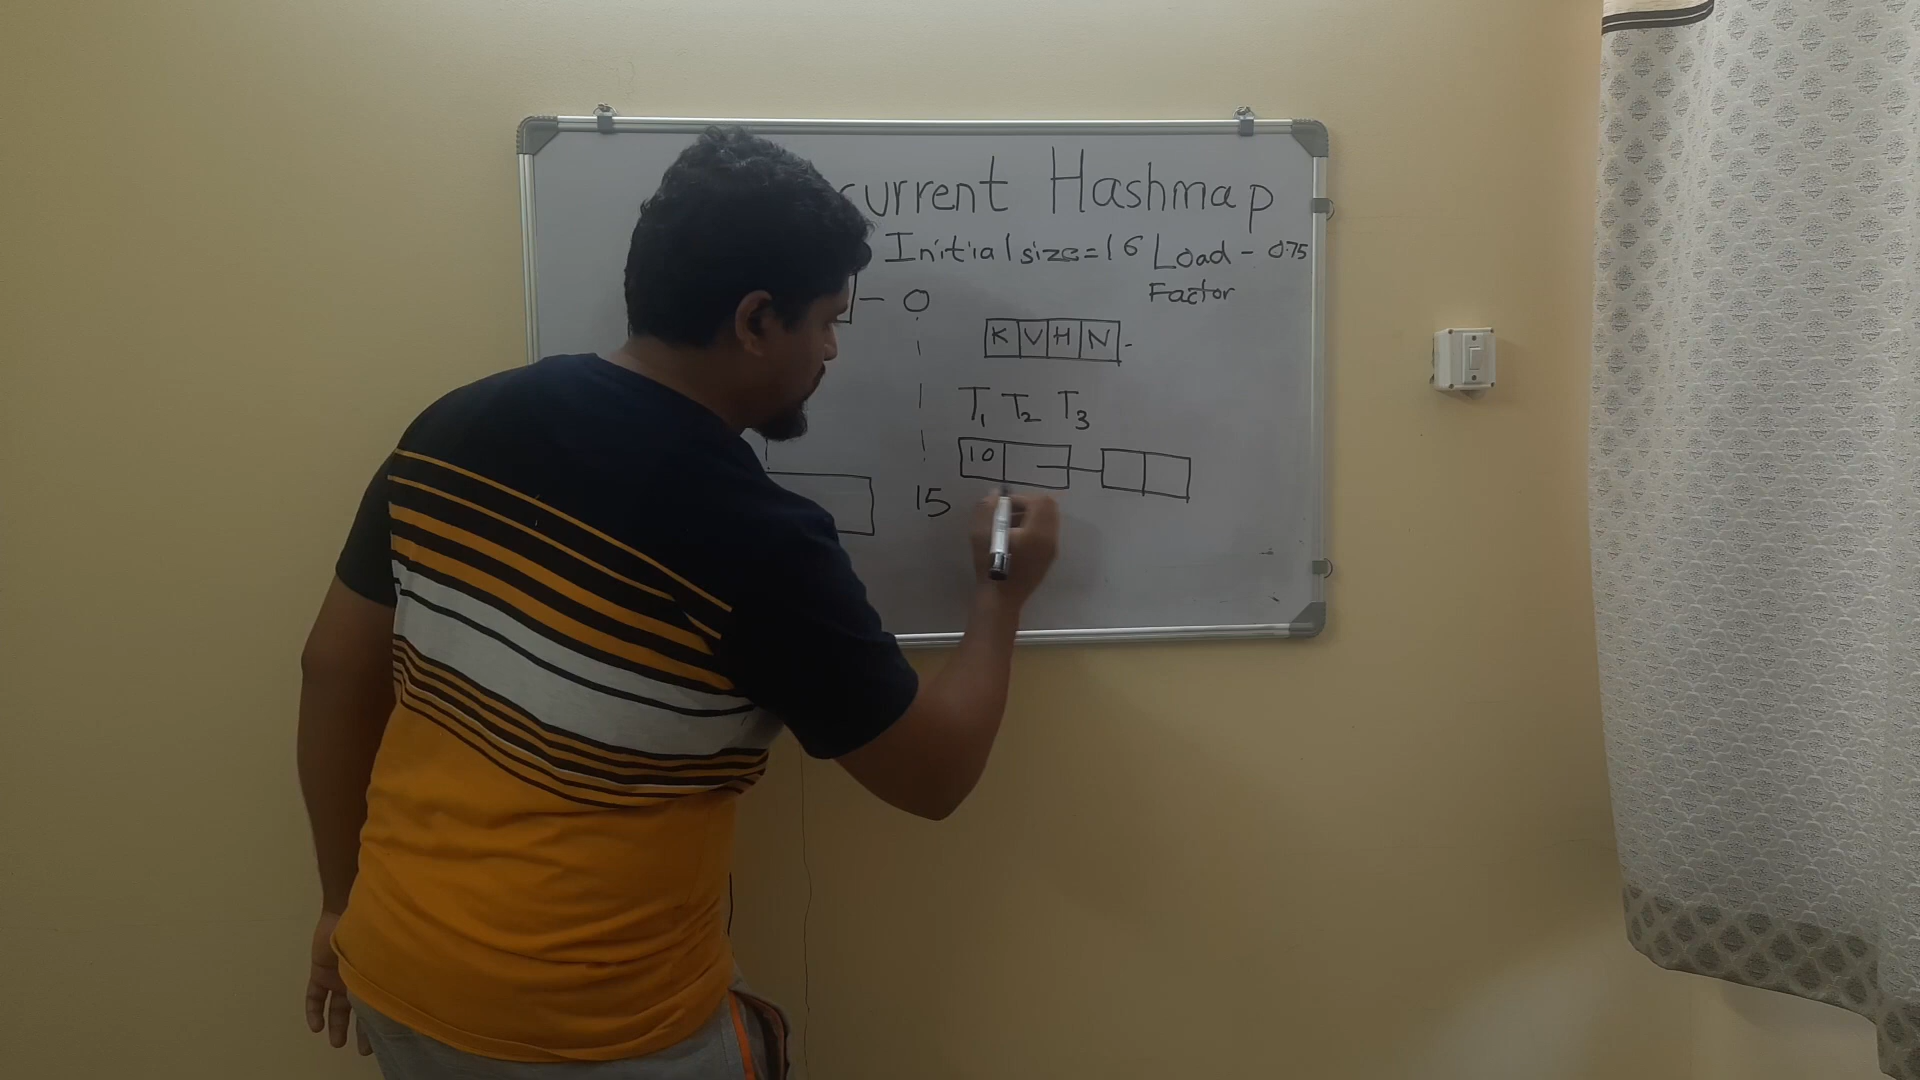 current Hashmap
Initial size=16 Load - 0.75
Factor
- 0
K V H N
T1 T2 T3
10
15